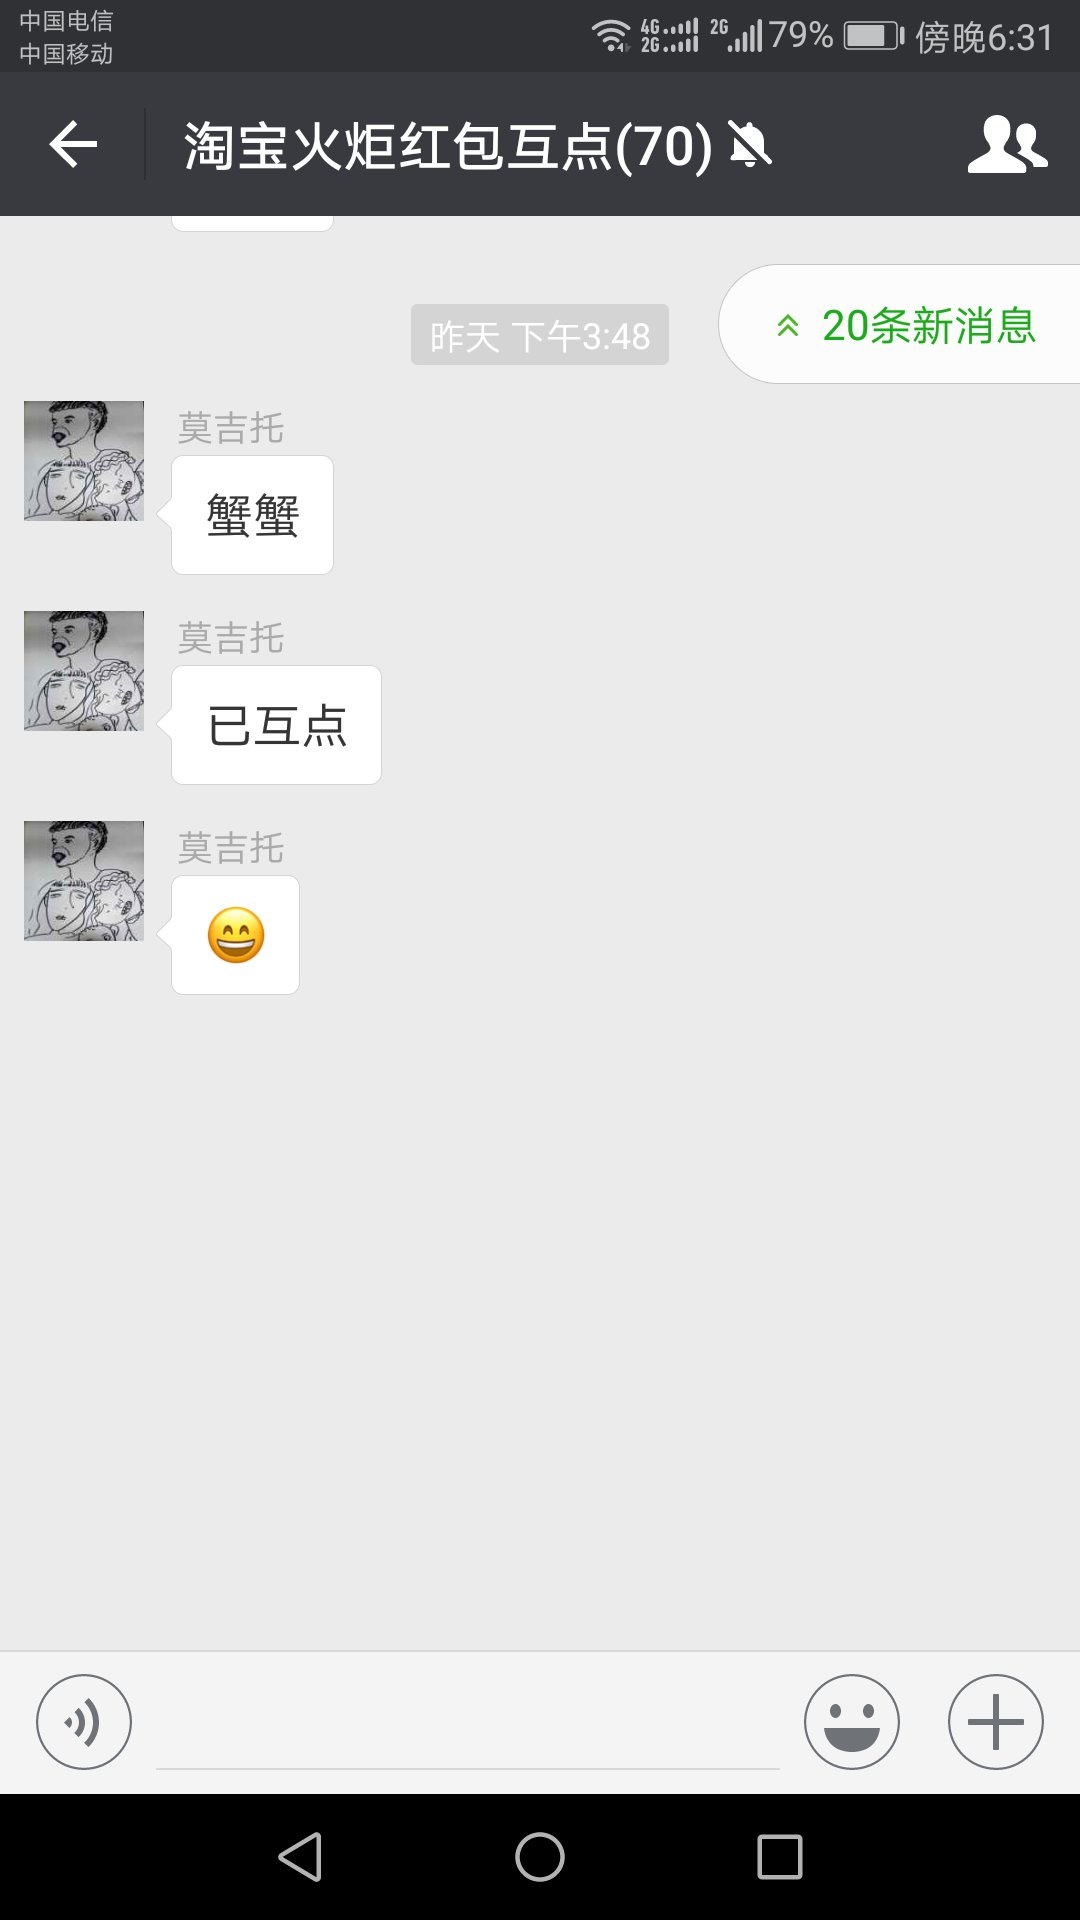 中国电信
中国移动
4G
2G
2G
79%
傍晚6:31
淘宝火炬红包互点(70)
昨天 下午3:48
20条新消息
莫吉托
蟹蟹
莫吉托
已互点
莫吉托
😄